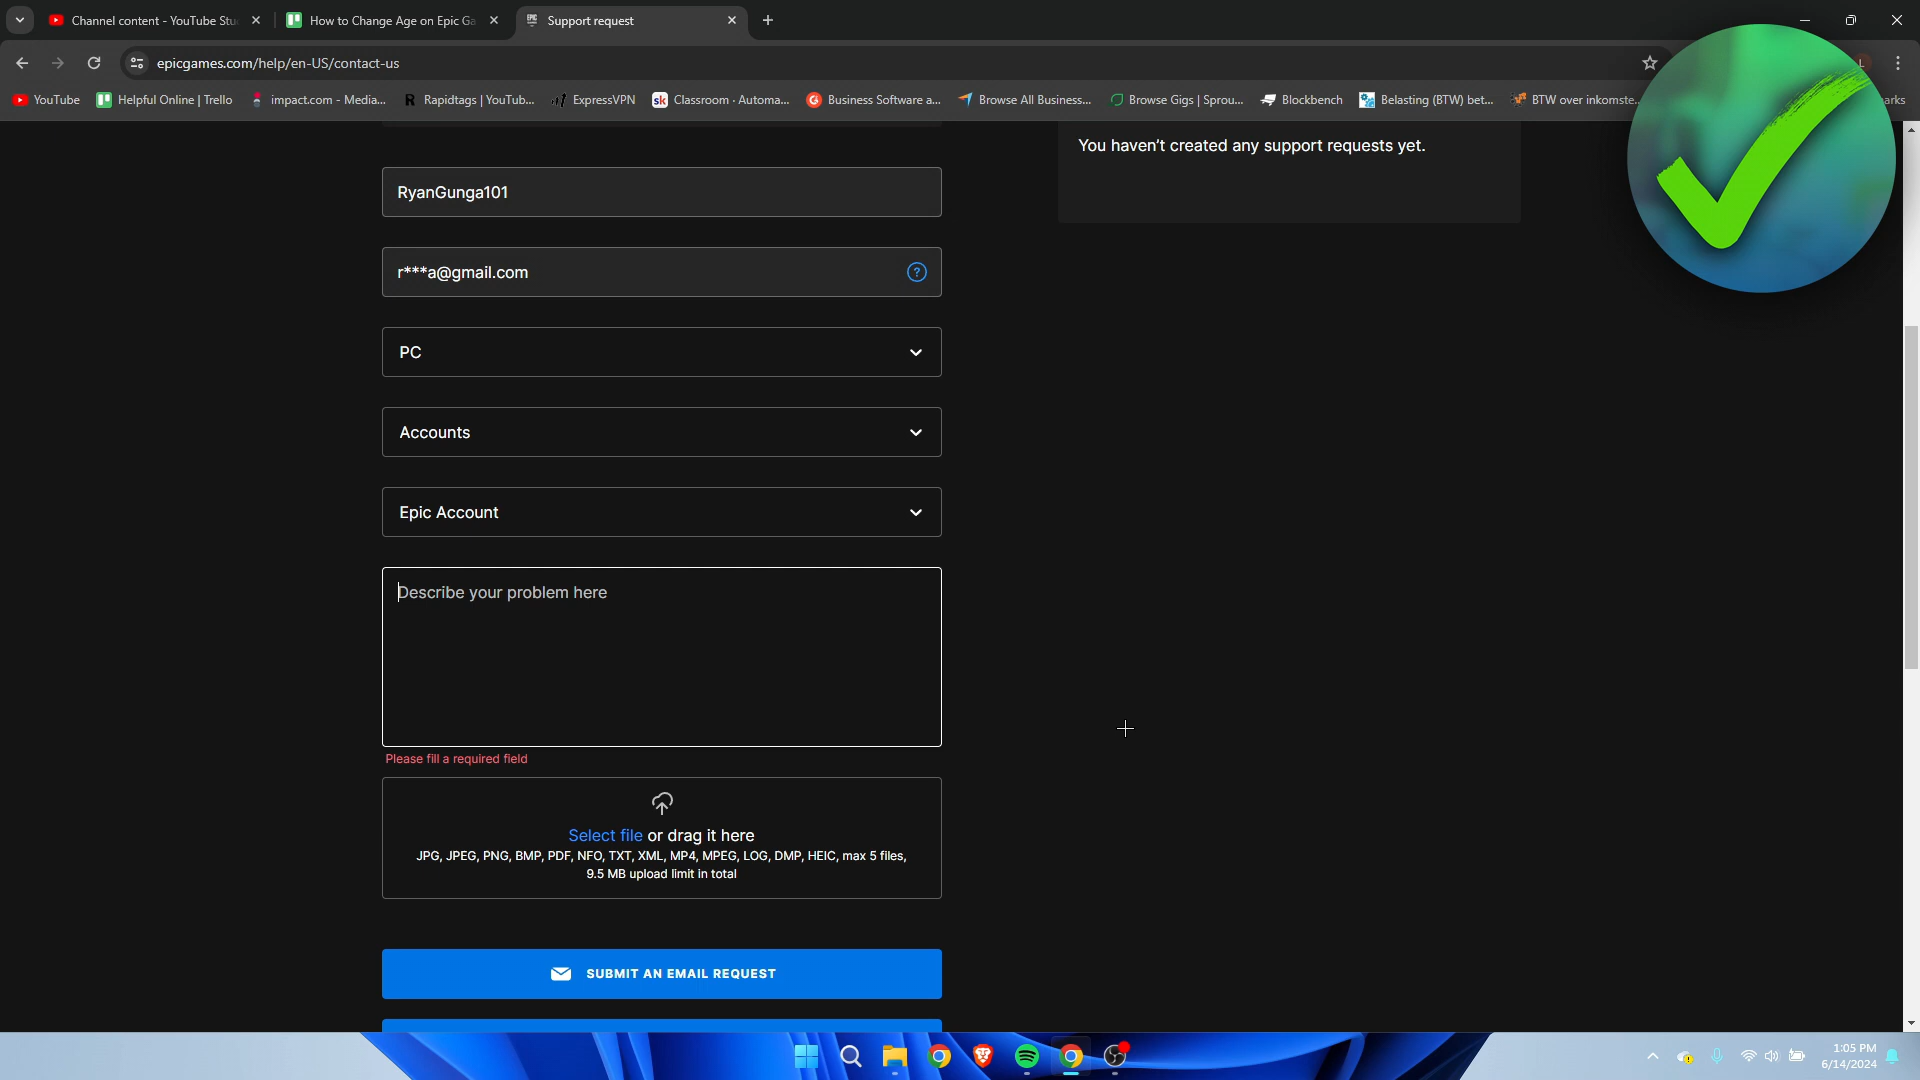 Channel content - YouTube Stu
How to Change Age on Epic Ga
Support request
epicgames.com/help/en-US/contact-us
YouTube
Helpful Online | Trello
impact.com - Media...
Rapidtags | YouTub...
ExpressVPN
Classroom - Automa...
Business Software a...
Browse All Business...
Browse Gigs | Sprou...
Blockbench
Belasting (BTW) bet...
BTW over inkomste...
arks
You haven't created any support requests yet.
RyanGunga101
r***a@gmail.com
PC
Accounts
Epic Account
Describe your problem here
Please fill a required field
Select file or drag it here
JPG, JPEG, PNG, BMP, PDF, NFO, TXT, XML, MP4, MPEG, LOG, DMP, HEIC, max 5 files,
9.5 MB upload limit in total
SUBMIT AN EMAIL REQUEST
1:05 PM
6/14/2024